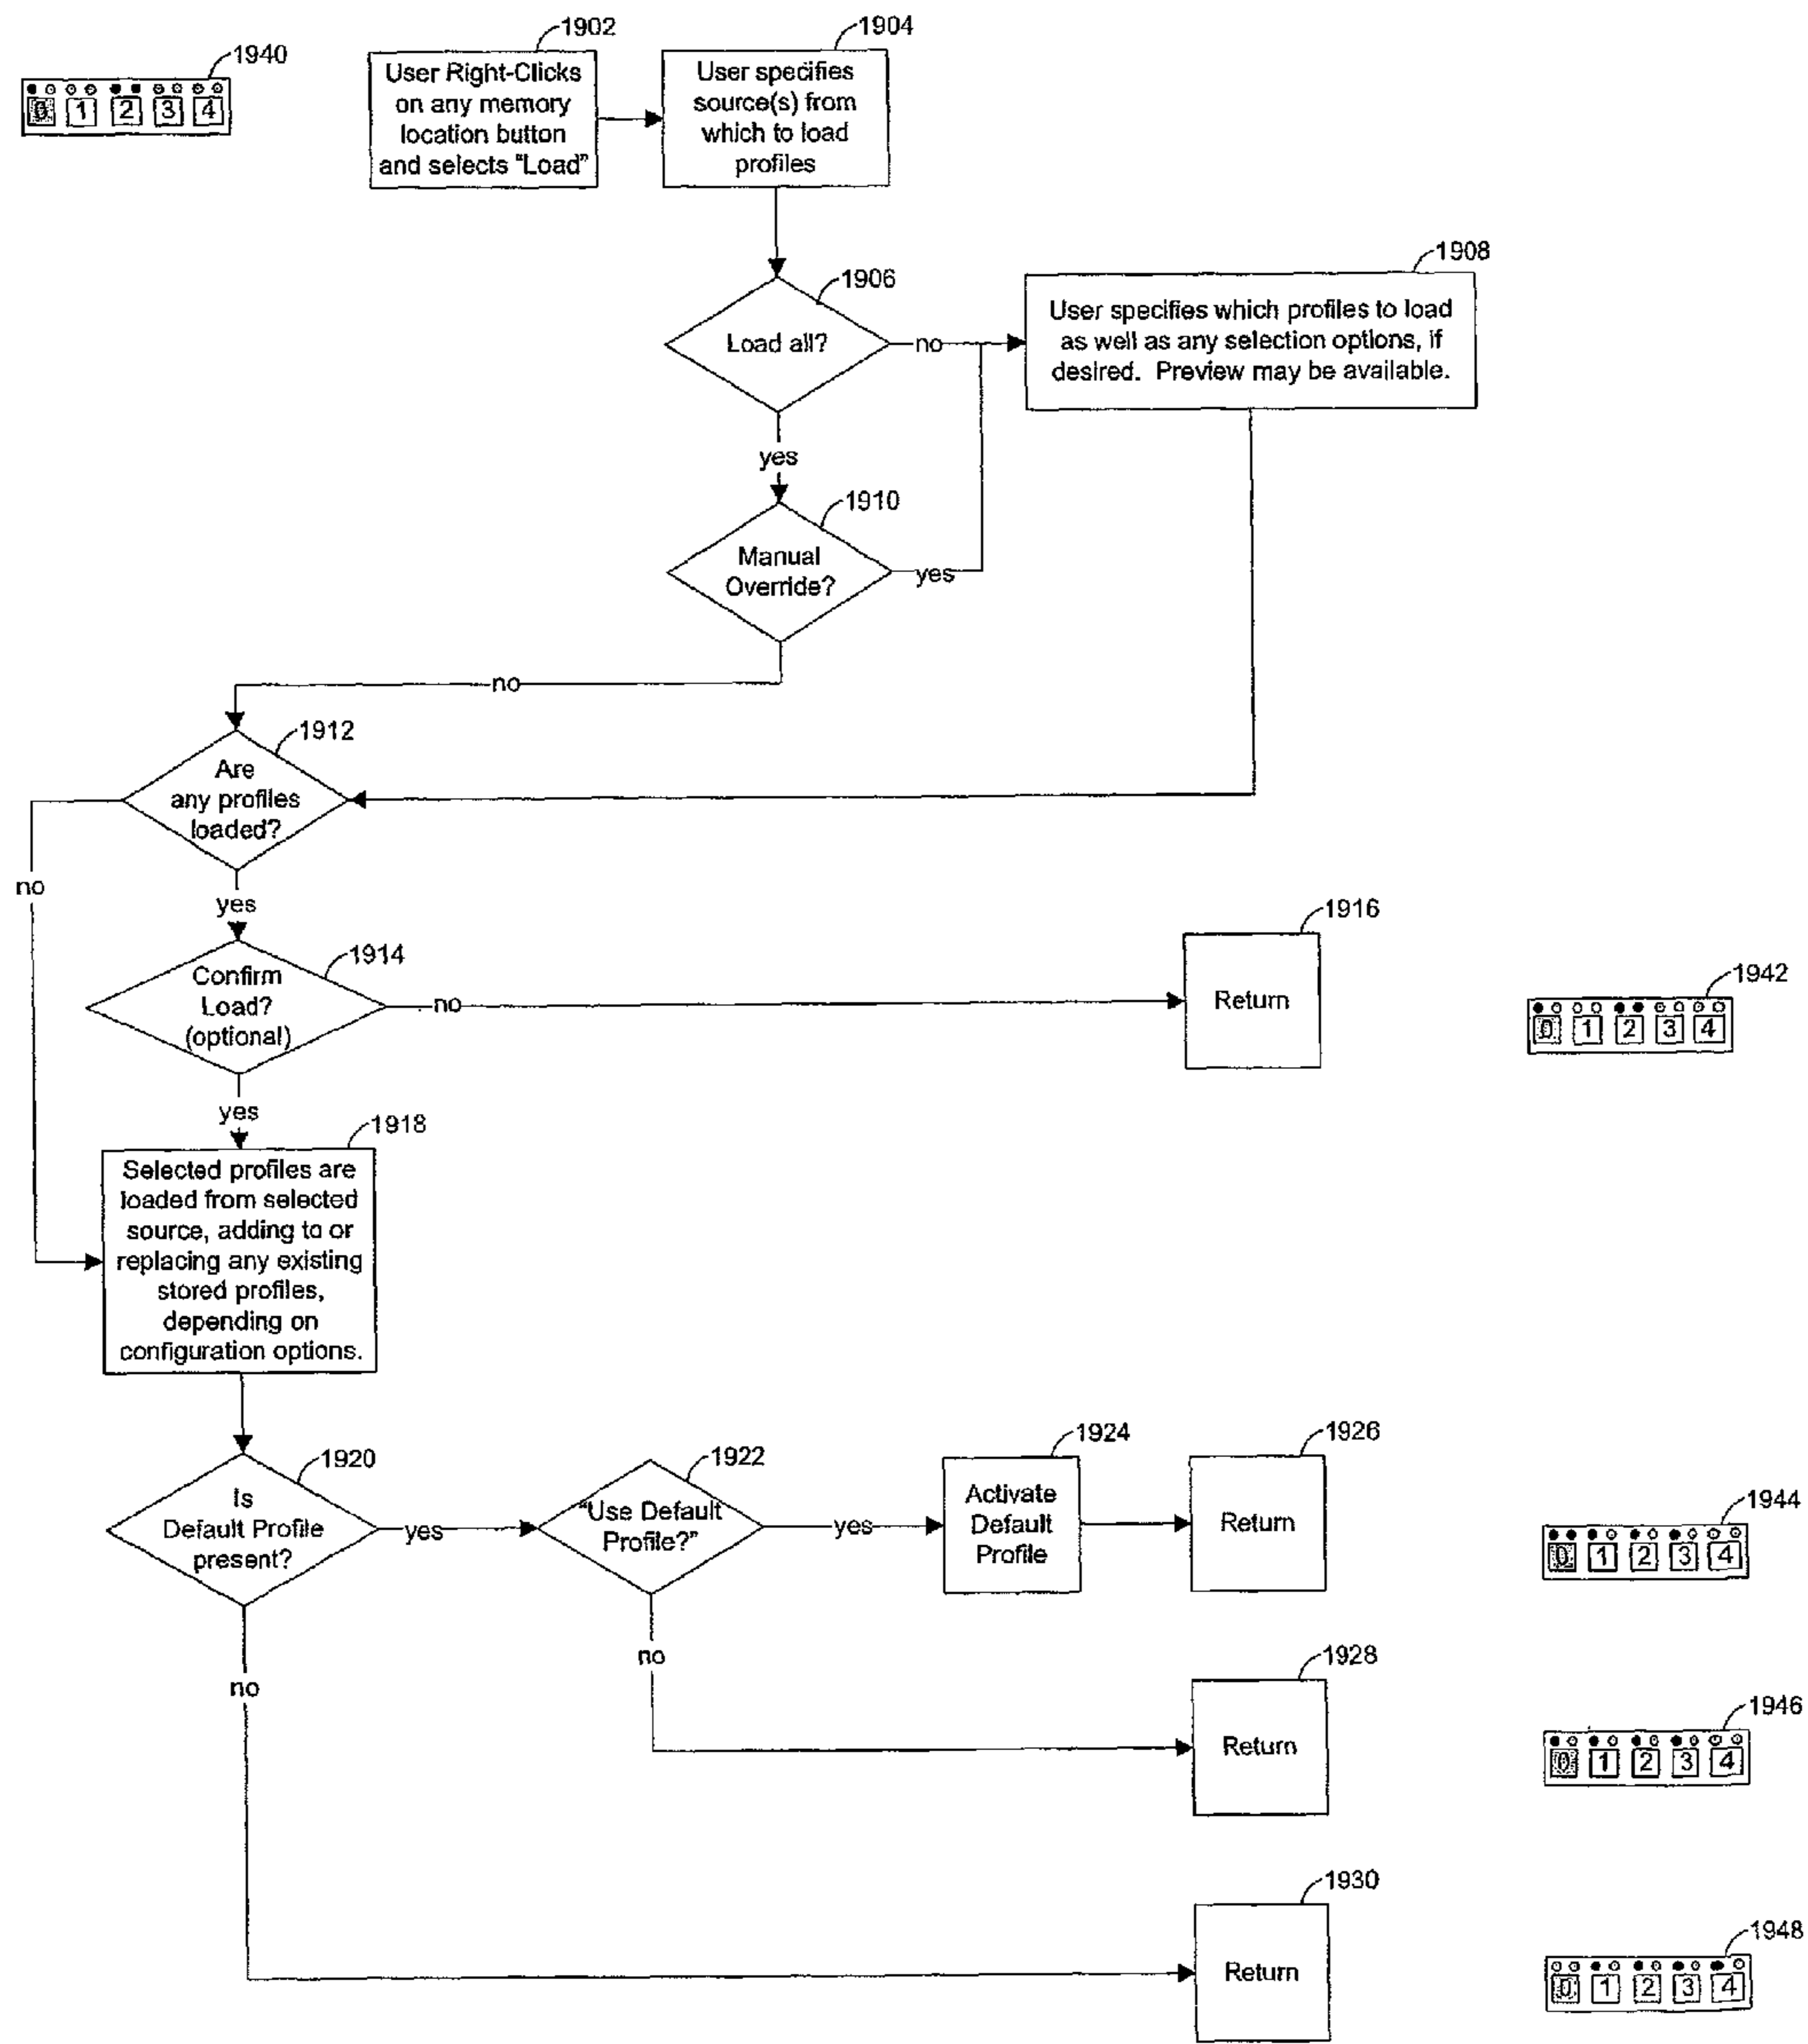 1902
1904
1940
0 1 2 3 4
User Right-Clicks
on any memory
location button
and selects "Load"
User specifies
source(s) from
which to load
profiles
1906
1908
Load all?
no
User specifies which profiles to load
as well as any selection options, if
desired. Preview may be available.
yes
1910
Manual
Override?
yes
no
1912
Are
any profiles
loaded?
no
yes
1914
Confirm
Load?
(optional)
no
1916
Return
1942
0 1 2 3 4
yes
1918
Selected profiles are
loaded from selected
source, adding to or
replacing any existing
stored profiles,
depending on
configuration options.
1920
Is
Default Profile
present?
yes
1922
"Use Default
Profile?"
yes
1924
Activate
Default
Profile
1926
Return
1944
0 1 2 3 4
no
1928
Return
1946
0 1 2 3 4
no
1930
Return
1948
0 1 2 3 4